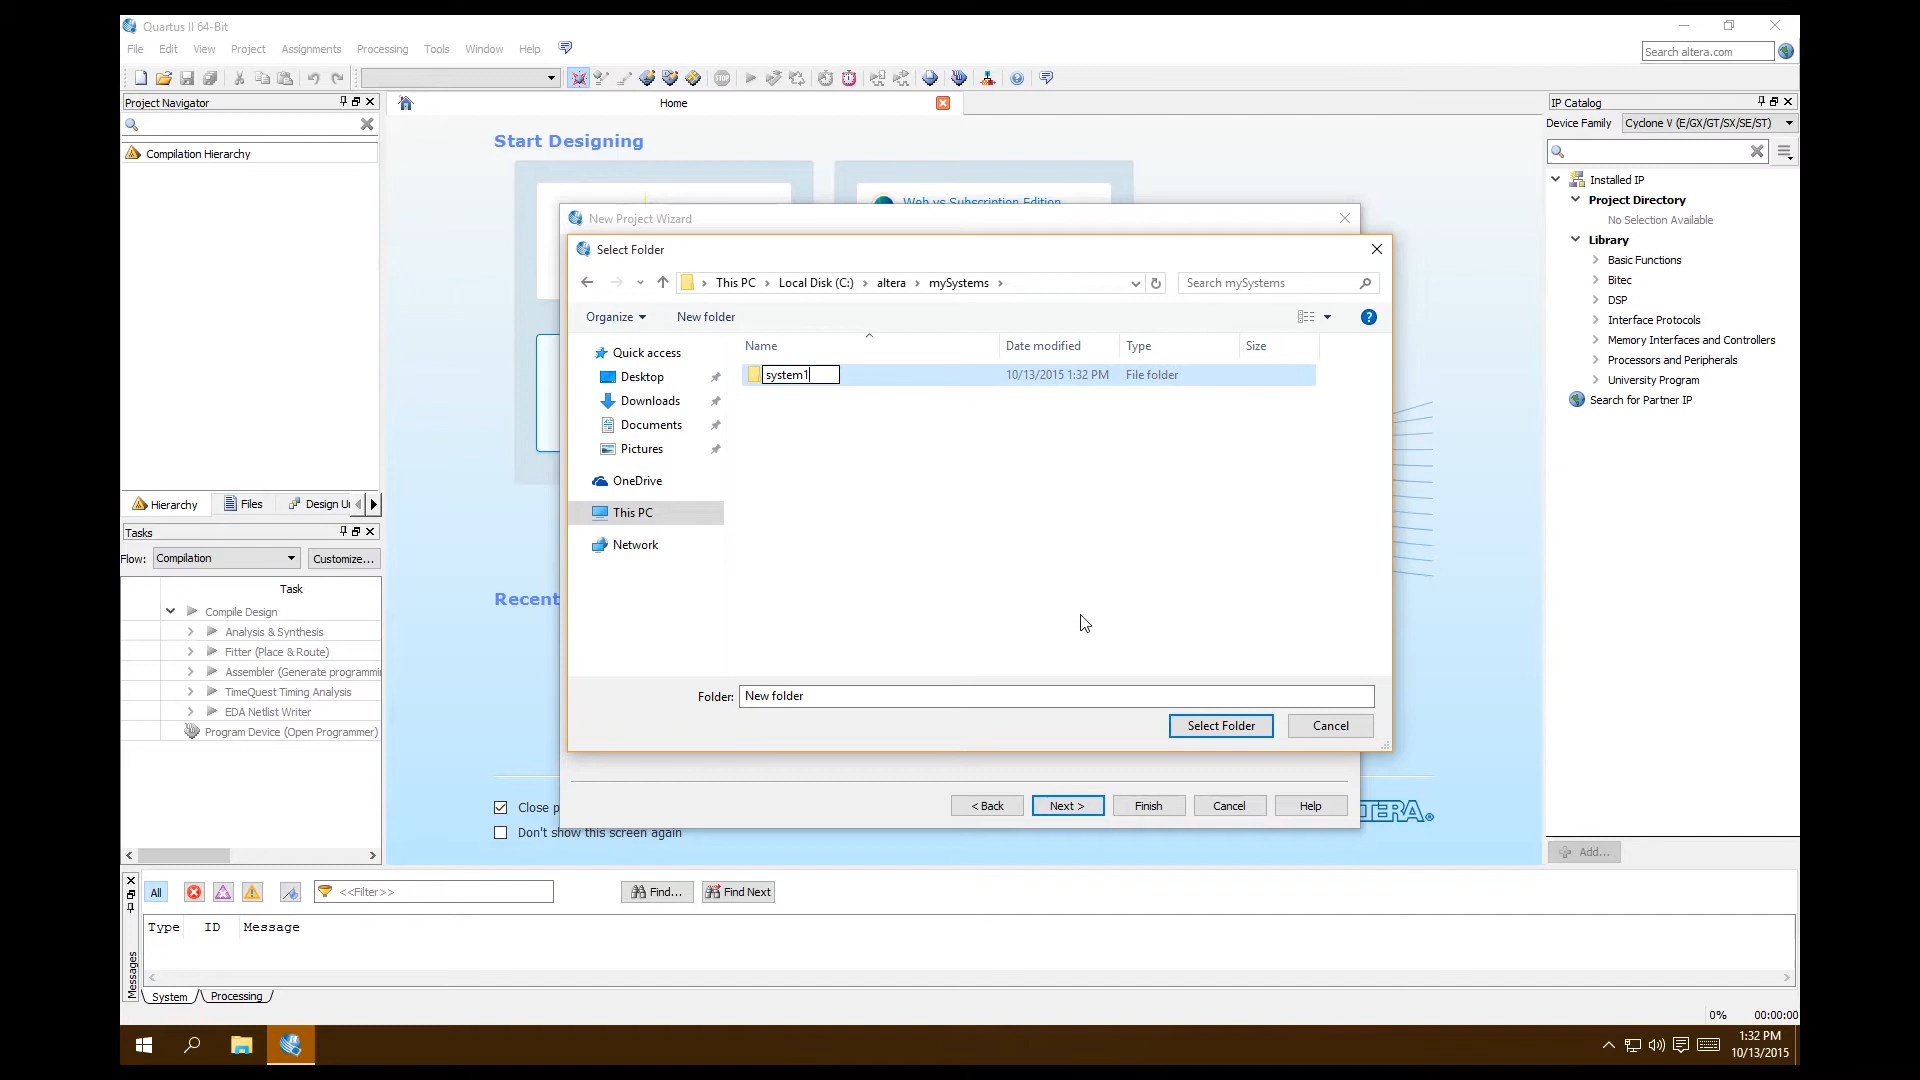 Quartus II 64-Bit
File Edit View Project Assignments Processing Tools Window Help
Search altera.com
Project Navigator
Compilation Hierarchy
Hierarchy Files Design Un
Tasks
Flow: Compilation Customize...
Task
Compile Design
Analysis & Synthesis
Fitter (Place & Route)
Assembler (Generate programmi
TimeQuest Timing Analysis
EDA Netlist Writer
Program Device (Open Programmer)
Home
Start Designing
Web vs Subscription Edition
Recent
New Project Wizard
Select Folder
This PC Local Disk (C:) altera mySystems
Search mySystems
Organize New folder
Quick access
Desktop
Downloads
Documents
Pictures
OneDrive
This PC
Network
Name Date modified Type Size
system1 10/13/2015 1:32 PM File folder
Folder: New folder
Select Folder Cancel
< Back Next > Finish Cancel Help
Close p
Don't show this screen again
IP Catalog
Device Family Cyclone V (E/GX/GT/SX/SE/ST)
Installed IP
Project Directory
No Selection Available
Library
Basic Functions
Bitec
DSP
Interface Protocols
Memory Interfaces and Controllers
Processors and Peripherals
University Program
Search for Partner IP
Add...
All <<Filter>> Find... Find Next
Type ID Message
Messages
System Processing
0% 00:00:00
1:32 PM
10/13/2015